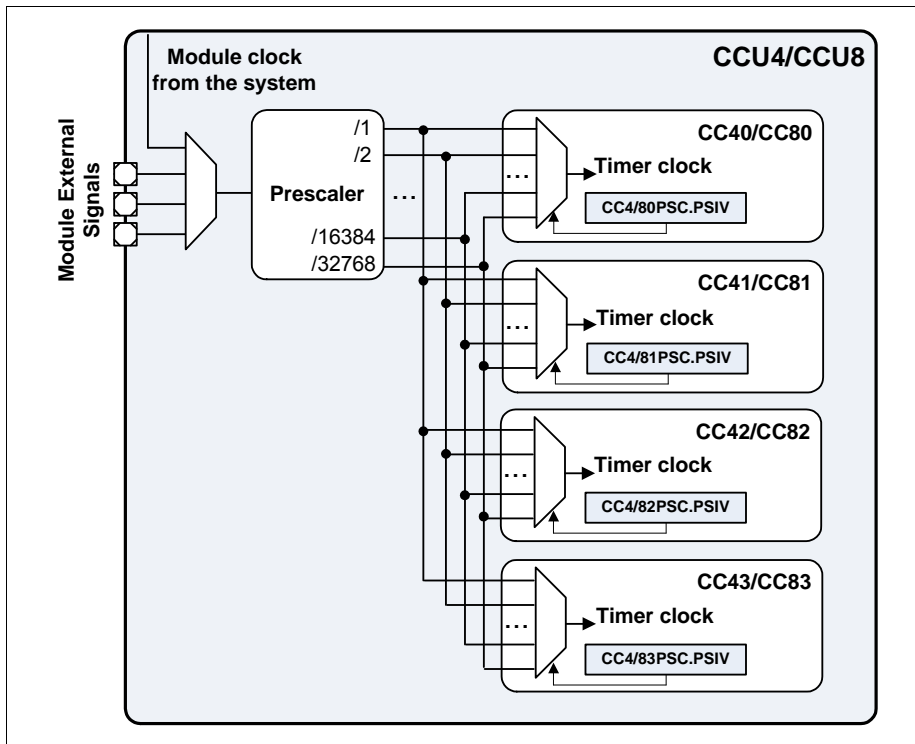 CCU4/CCU8
Module clock
from the system
Module External
Signals
Prescaler
/1
/2
...
/16384
/32768
CC40/CC80
...
Timer clock
CC4/80PSC.PSIV
CC41/CC81
...
Timer clock
CC4/81PSC.PSIV
CC42/CC82
...
Timer clock
CC4/82PSC.PSIV
CC43/CC83
...
Timer clock
CC4/83PSC.PSIV